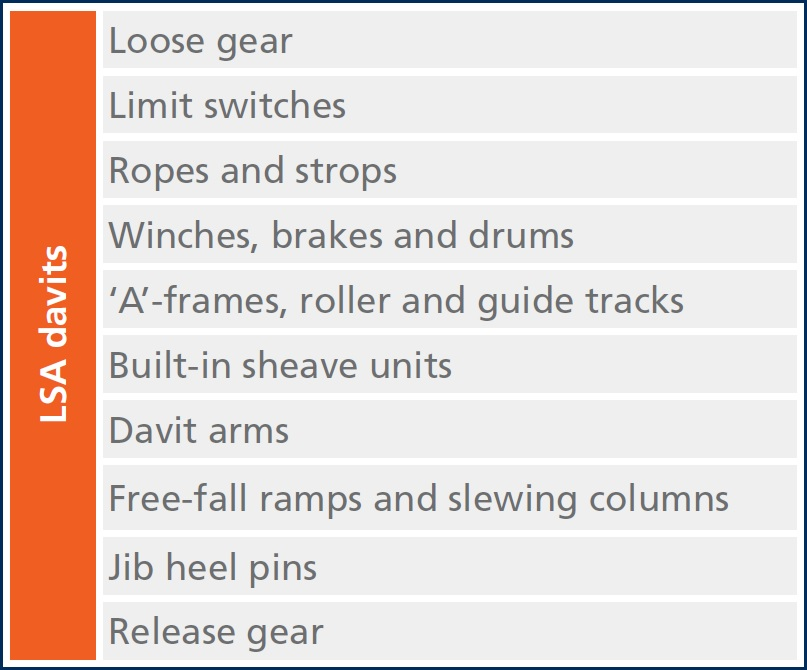 LSA davits
Loose gear
Limit switches
Ropes and strops
Winches, brakes and drums
‘A’-frames, roller and guide tracks
Built-in sheave units
Davit arms
Free-fall ramps and slewing columns
Jib heel pins
Release gear